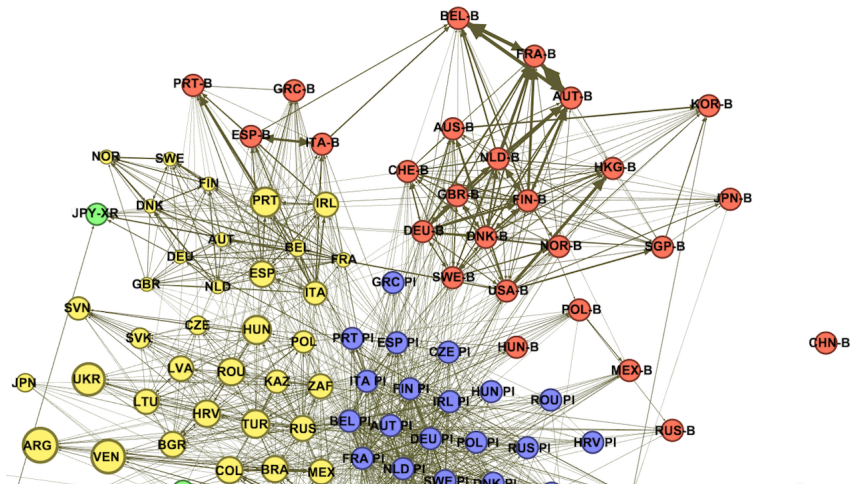 BEL-B
FRA-B
PRT-B
GRC-B
AUT-B
KOR-B
ESP-B
ITA-B
AUS-B
NOR
SWE
NLD-B
CHE-B
HKG-B
FIN
GBR-B
FIN-B
JPN-B
PRT
IRL
DNK
JPY-XR
DEU-B
DNK-B
AUT
BEL
NOR-B
SGP-B
DEU
FRA
ESP
SWE-B
GBR
NLD
GRC PI
ITA
USA-B
SVN
POL-B
CZE
HUN
SVK
PRT PI
POL
ESP PI
CZE PI
HUN-B
CHN-B
LVA
ROU
MEX-B
JPN
UKR
KAZ
ZAF
ITA PI
FIN PI
HUN PI
LTU
IRL PI
ROU PI
HRV
TUR
RUS
BEL PI
AUT PI
RUS-B
ARG
BGR
DEU PI
POL PI
RUS PI
HRV PI
VEN
FRA PI
COL
BRA
MEX
NLD PI
SWE PI
DNK PI